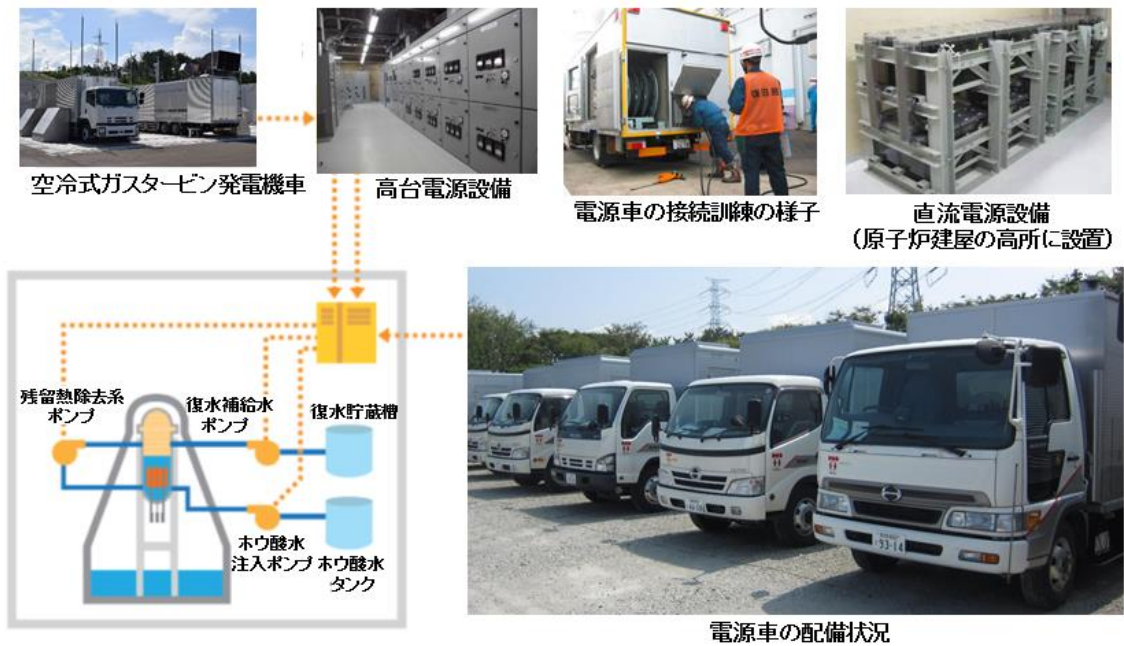 空冷式ガスタービン発電機車
高台電源設備
電源車の接続訓練の様子
直流電源設備
（原子炉建屋の高所に設置）
残留熱除去系
ポンプ
復水補給水
ポンプ
復水貯蔵槽
ホウ酸水
注入ポンプ
ホウ酸水
タンク
93-14
電源車の配備状況